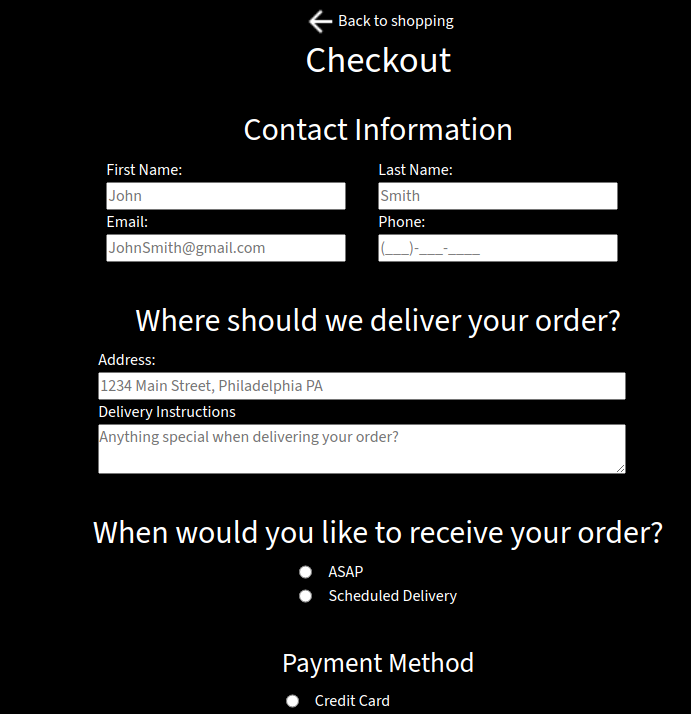 Back to shopping
Checkout
Contact Information
First Name: Last Name:
John Smith
Email: Phone:
JohnSmith@gmail.com (___)-___-____
Where should we deliver your order?
Address:
1234 Main Street, Philadelphia PA
Delivery Instructions
Anything special when delivering your order?
When would you like to receive your order?
ASAP
Scheduled Delivery
Payment Method
Credit Card